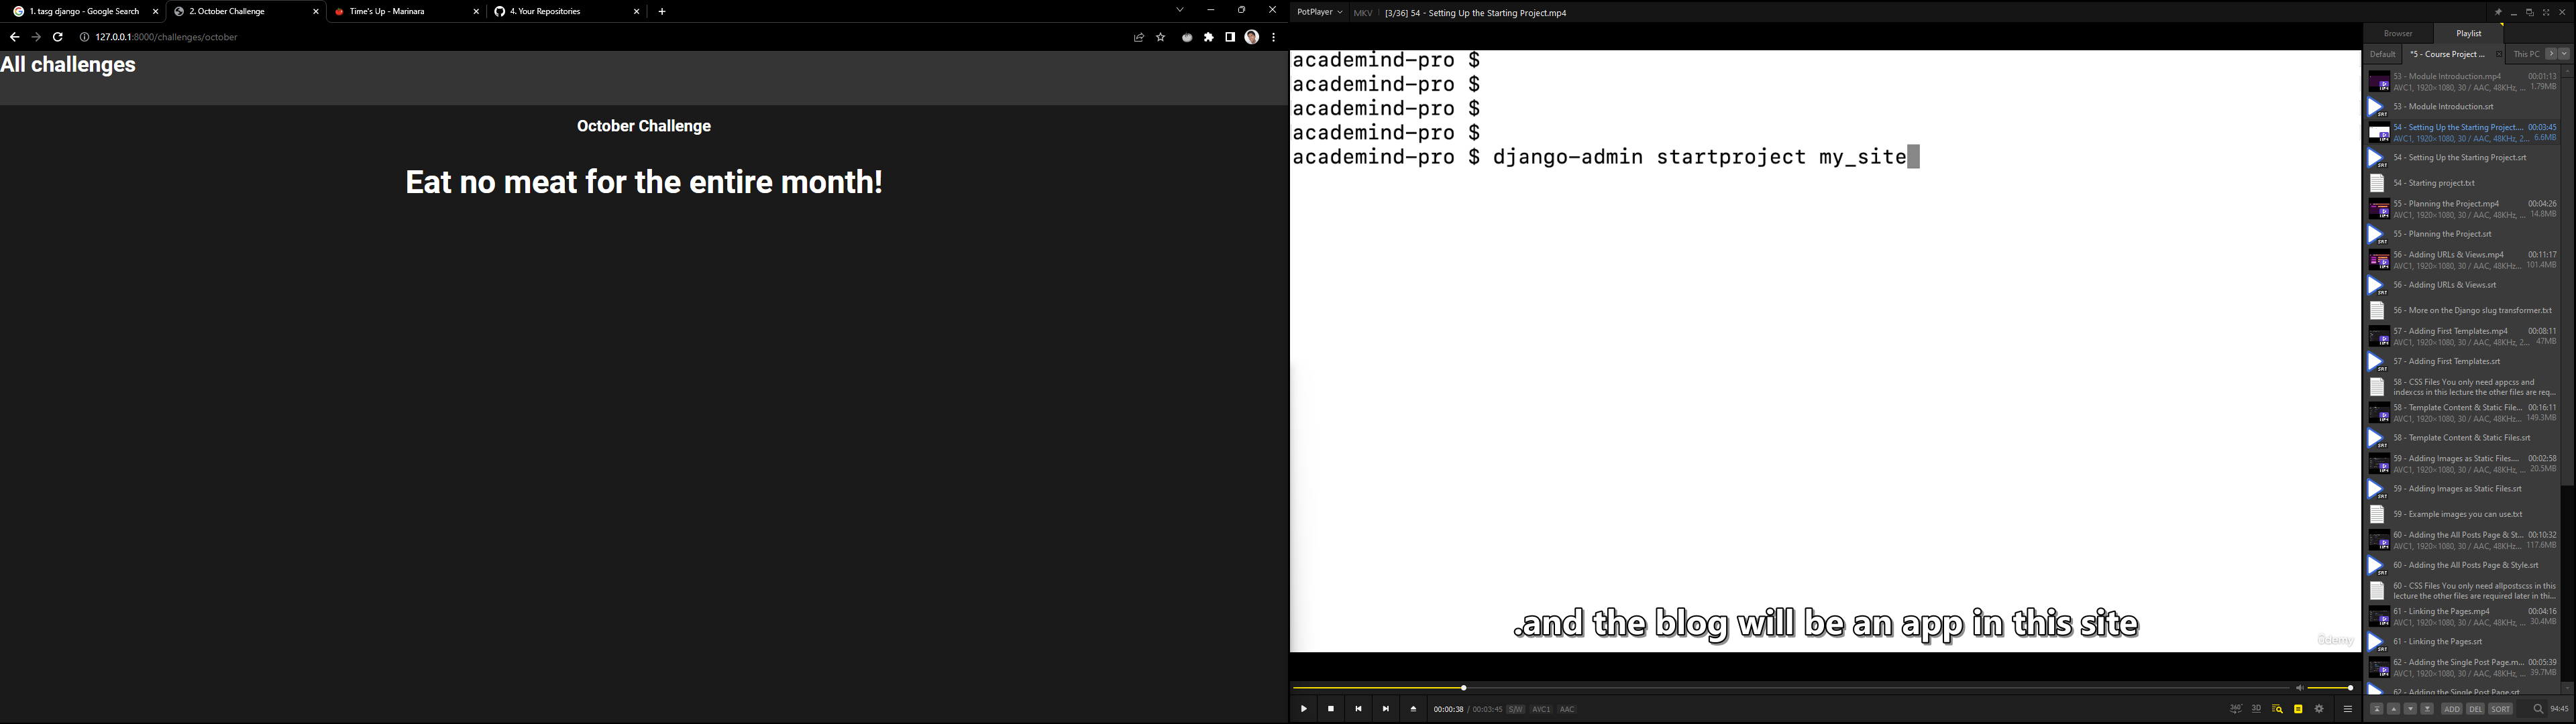 1. tasg django - Google Search
2. October Challenge
Time's Up - Marinara
4. Your Repositories
127.0.0.1:8000/challenges/october
All challenges
October Challenge
Eat no meat for the entire month!
PotPlayer
MKV
[3/36] 54 - Setting Up the Starting Project.mp4
academind-pro $
academind-pro $
academind-pro $
academind-pro $
academind-pro $ django-admin startproject my_site
.and the blog will be an app in this site
ûdemy
00:00:38 / 00:03:45 S/W AVC1 AAC
360° 3D
Browser Playlist
Default *5 - Course Project ... This PC
53 - Module Introduction.mp4 00:01:13
AVC1, 1920×1080, 30 / AAC, 48KHz, ... 1.79MB
53 - Module Introduction.srt
54 - Setting Up the Starting Project.... 00:03:45
AVC1, 1920×1080, 30 / AAC, 48KHz, 2... 6.6MB
54 - Setting Up the Starting Project.srt
54 - Starting project.txt
55 - Planning the Project.mp4 00:04:26
AVC1, 1920×1080, 30 / AAC, 48KHz, ... 14.8MB
55 - Planning the Project.srt
56 - Adding URLs & Views.mp4 00:11:17
AVC1, 1920×1080, 30 / AAC, 48KHz... 101.4MB
56 - Adding URLs & Views.srt
56 - More on the Django slug transformer.txt
57 - Adding First Templates.mp4 00:08:11
AVC1, 1920×1080, 30 / AAC, 48KHz, 2... 47MB
57 - Adding First Templates.srt
58 - CSS Files You only need appcss and
indexcss in this lecture the other files are req...
58 - Template Content & Static File... 00:16:11
AVC1, 1920×1080, 30 / AAC, 48KHz... 149.3MB
58 - Template Content & Static Files.srt
59 - Adding Images as Static Files.... 00:02:58
AVC1, 1920×1080, 30 / AAC, 48KHz, ... 20.5MB
59 - Adding Images as Static Files.srt
59 - Example images you can use.txt
60 - Adding the All Posts Page & St... 00:10:32
AVC1, 1920×1080, 30 / AAC, 48KHz... 117.6MB
60 - Adding the All Posts Page & Style.srt
60 - CSS Files You only need allpostscss in this
lecture the other files are required later in thi...
61 - Linking the Pages.mp4 00:04:16
AVC1, 1920×1080, 30 / AAC, 48KHz, ... 30.4MB
61 - Linking the Pages.srt
62 - Adding the Single Post Page.m... 00:05:39
AVC1, 1920×1080, 30 / AAC, 48KHz, ... 39.7MB
62 - Adding the Single Post Page.srt
ADD DEL SORT 94:45